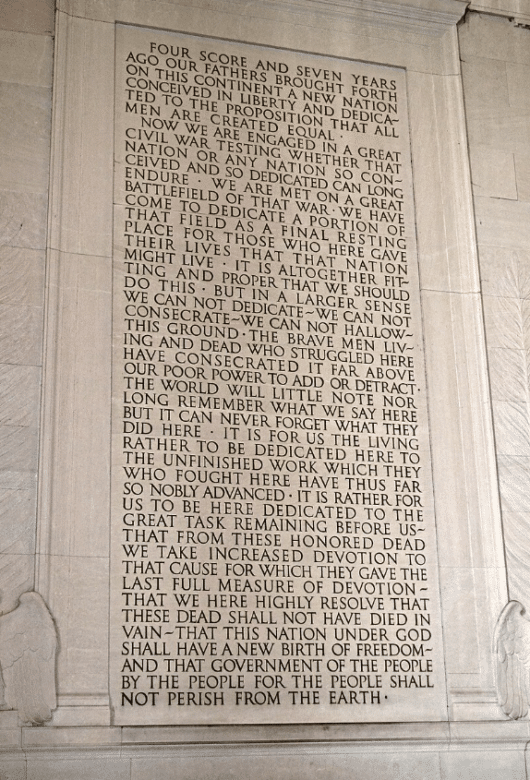 FOUR SCORE AND SEVEN YEARS
AGO OUR FATHERS BROUGHT FORTH
ON THIS CONTINENT A NEW NATION
CONCEIVED IN LIBERTY AND DEDICA~
TED TO THE PROPOSITION THAT ALL
MEN ARE CREATED EQUAL ·
NOW WE ARE ENGAGED IN A GREAT
CIVIL WAR TESTING WHETHER THAT
NATION OR ANY NATION SO CON~
CEIVED AND SO DEDICATED CAN LONG
ENDURE · WE ARE MET ON A GREAT
BATTLEFIELD OF THAT WAR · WE HAVE
COME TO DEDICATE A PORTION OF
THAT FIELD AS A FINAL RESTING
PLACE FOR THOSE WHO HERE GAVE
THEIR LIVES THAT THAT NATION
MIGHT LIVE · IT IS ALTOGETHER FIT~
TING AND PROPER THAT WE SHOULD
DO THIS · BUT IN A LARGER SENSE
WE CAN NOT DEDICATE~WE CAN NOT
CONSECRATE~WE CAN NOT HALLOW~
THIS GROUND · THE BRAVE MEN LIV~
ING AND DEAD WHO STRUGGLED HERE
HAVE CONSECRATED IT FAR ABOVE
OUR POOR POWER TO ADD OR DETRACT ·
THE WORLD WILL LITTLE NOTE NOR
LONG REMEMBER WHAT WE SAY HERE
BUT IT CAN NEVER FORGET WHAT THEY
DID HERE · IT IS FOR US THE LIVING
RATHER TO BE DEDICATED HERE TO
THE UNFINISHED WORK WHICH THEY
WHO FOUGHT HERE HAVE THUS FAR
SO NOBLY ADVANCED · IT IS RATHER FOR
US TO BE HERE DEDICATED TO THE
GREAT TASK REMAINING BEFORE US~
THAT FROM THESE HONORED DEAD
WE TAKE INCREASED DEVOTION TO
THAT CAUSE FOR WHICH THEY GAVE THE
LAST FULL MEASURE OF DEVOTION~
THAT WE HERE HIGHLY RESOLVE THAT
THESE DEAD SHALL NOT HAVE DIED IN
VAIN~THAT THIS NATION UNDER GOD
SHALL HAVE A NEW BIRTH OF FREEDOM~
AND THAT GOVERNMENT OF THE PEOPLE
BY THE PEOPLE FOR THE PEOPLE SHALL
NOT PERISH FROM THE EARTH ·